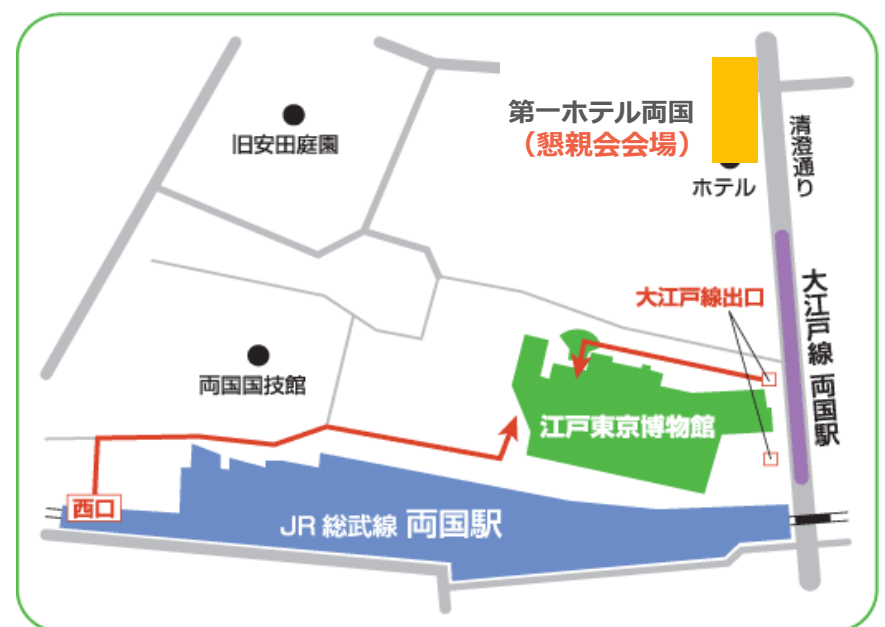 第一ホテル両国
（懇親会会場）
旧安田庭園
清澄通り
ホテル
大江戸線出口
大江戸線 両国駅
両国国技館
江戸東京博物館
西口
JR 総武線 両国駅